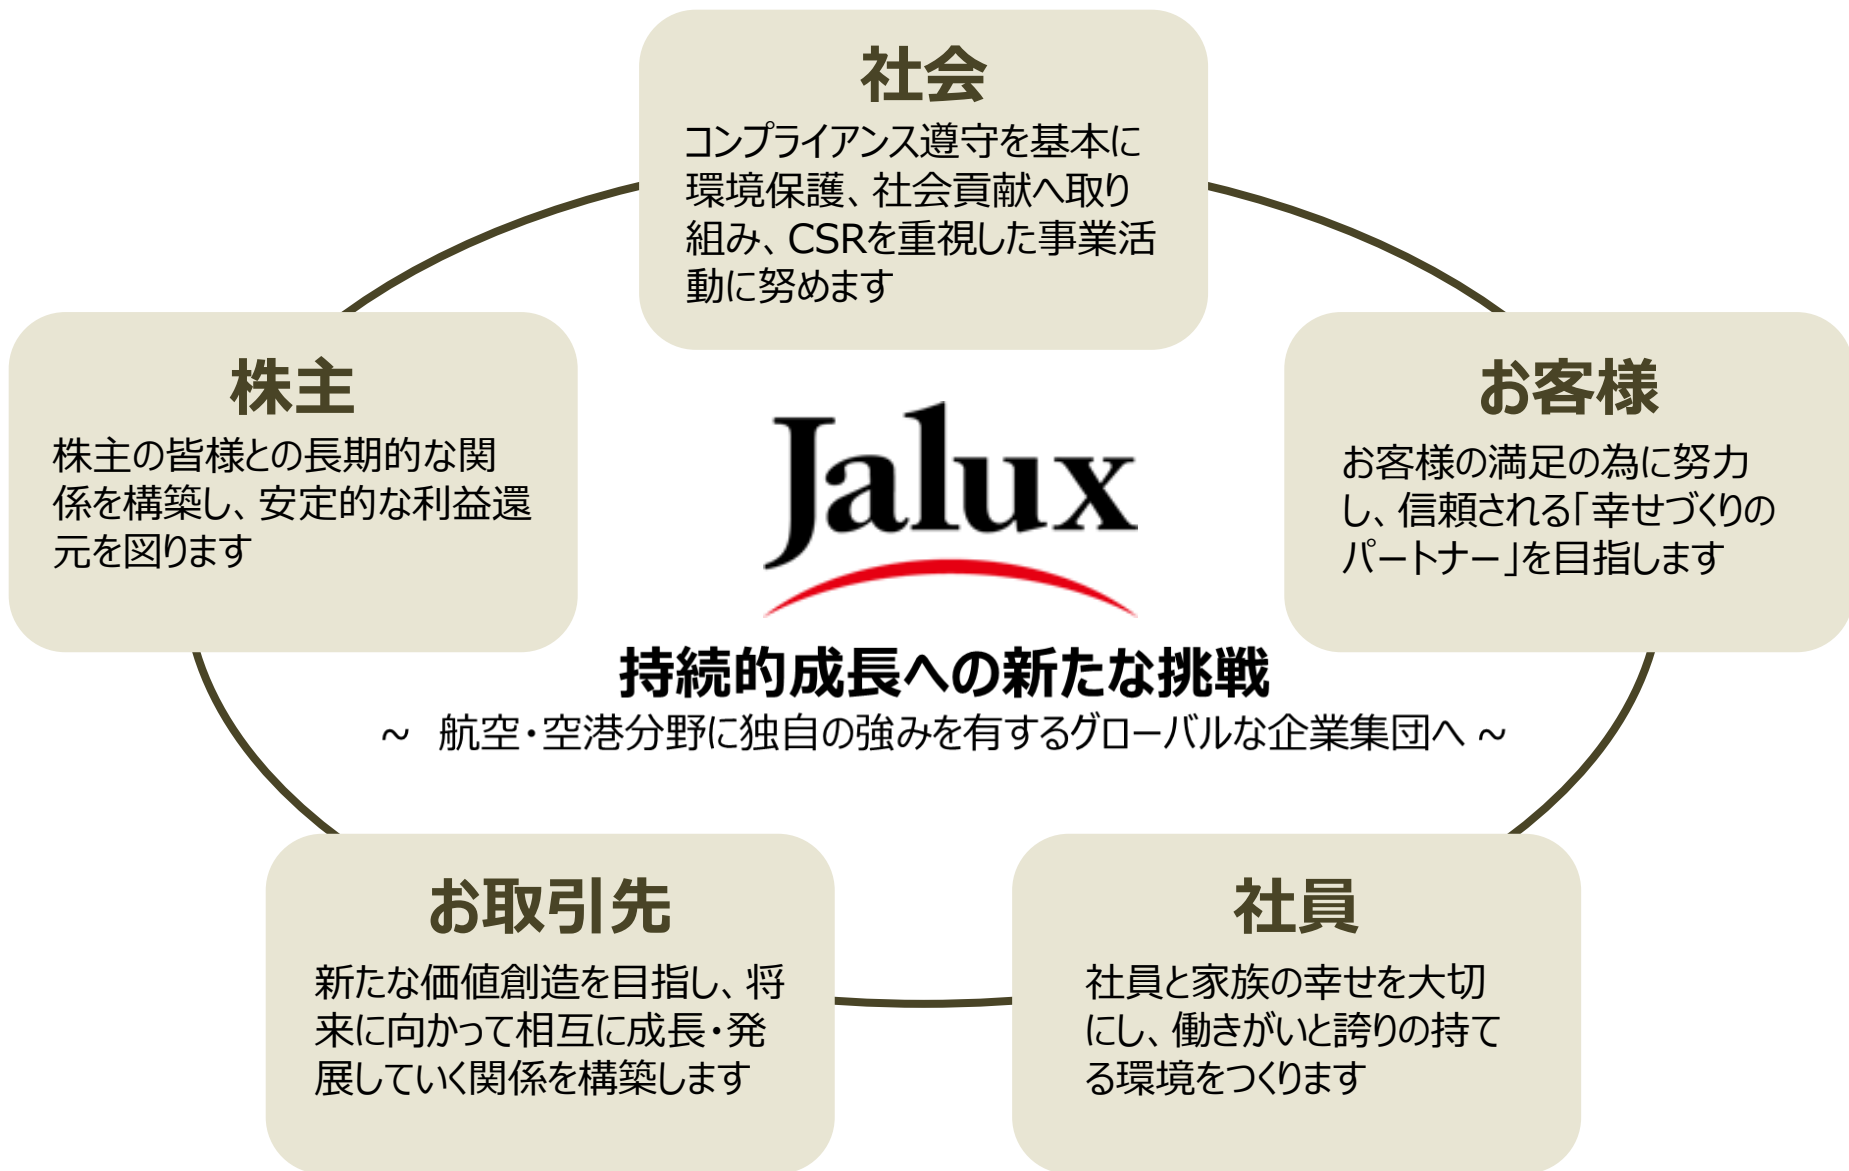 社会
コンプライアンス遵守を基本に
環境保護、社会貢献へ取り
組み、CSRを重視した事業活
動に努めます
株主
株主の皆様との長期的な関
係を構築し、安定的な利益還
元を図ります
お客様
お客様の満足の為に努力
し、信頼される「幸せづくりの
パートナー」を目指します
Jalux
持続的成長への新たな挑戦
~ 航空・空港分野に独自の強みを有するグローバルな企業集団へ ~
お取引先
新たな価値創造を目指し、将
来に向かって相互に成長・発
展していく関係を構築します
社員
社員と家族の幸せを大切
にし、働きがいと誇りの持て
る環境をつくります